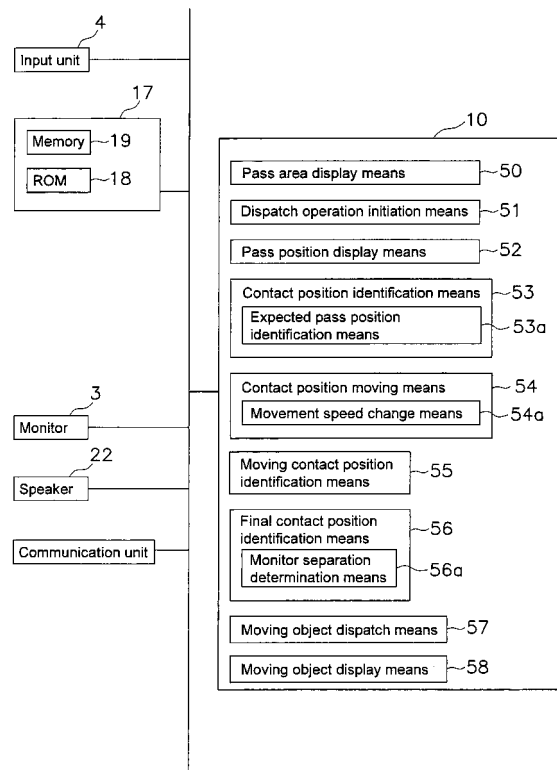 4
Input unit
17
Memory
19
ROM
18
3
Monitor
22
Speaker
Communication unit
10
Pass area display means
50
Dispatch operation initiation means
51
Pass position display means
52
Contact position identification means
53
Expected pass position
identification means
53a
Contact position moving means
54
Movement speed change means
54a
Moving contact position
identification means
55
Final contact position
identification means
56
Monitor separation
determination means
56a
Moving object dispatch means
57
Moving object display means
58